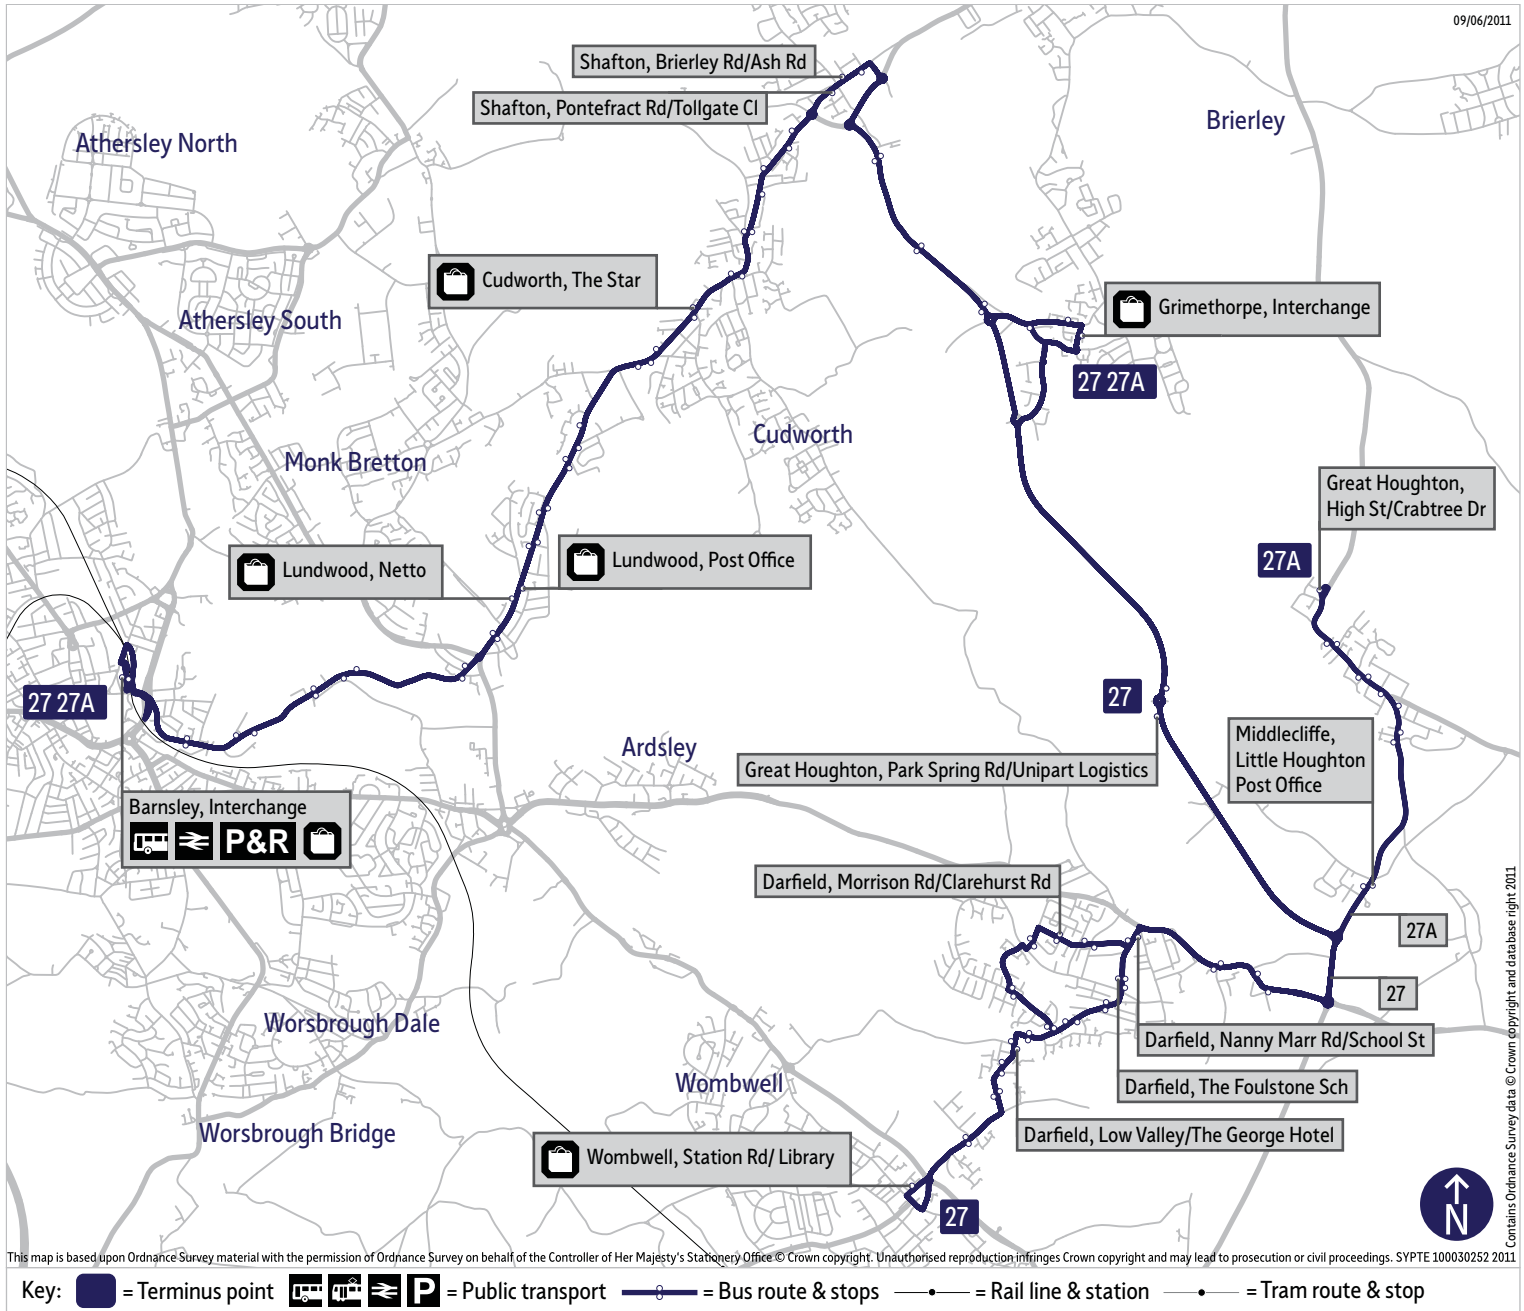 09/06/2011
Shafton, Brierley Rd/Ash Rd
Shafton, Pontefract Rd/Tollgate Cl
Brierley
Athersley North
Cudworth, The Star
Grimethorpe, Interchange
Athersley South
27 27A
Cudworth
Monk Bretton
Great Houghton,
High St/Crabtree Dr
Lundwood, Netto
Lundwood, Post Office
27A
27 27A
27
Ardsley
Great Houghton, Park Spring Rd/Unipart Logistics
Middlecliffe,
Little Houghton
Post Office
Barnsley, Interchange
P&R
Darfield, Morrison Rd/Clarehurst Rd
27A
27
Worsbrough Dale
Darfield, Nanny Marr Rd/School St
Wombwell
Darfield, The Foulstone Sch
Worsbrough Bridge
Darfield, Low Valley/The George Hotel
Wombwell, Station Rd/ Library
27
N
Contains Ordnance Survey data © Crown copyright and database right 2011
This map is based upon Ordnance Survey material with the permission of Ordnance Survey on behalf of the Controller of Her Majesty's Stationery Office © Crown copyright. Unauthorised reproduction infringes Crown copyright and may lead to prosecution or civil proceedings. SYPTE 100030252 2011
Key: = Terminus point P = Public transport = Bus route & stops = Rail line & station = Tram route & stop